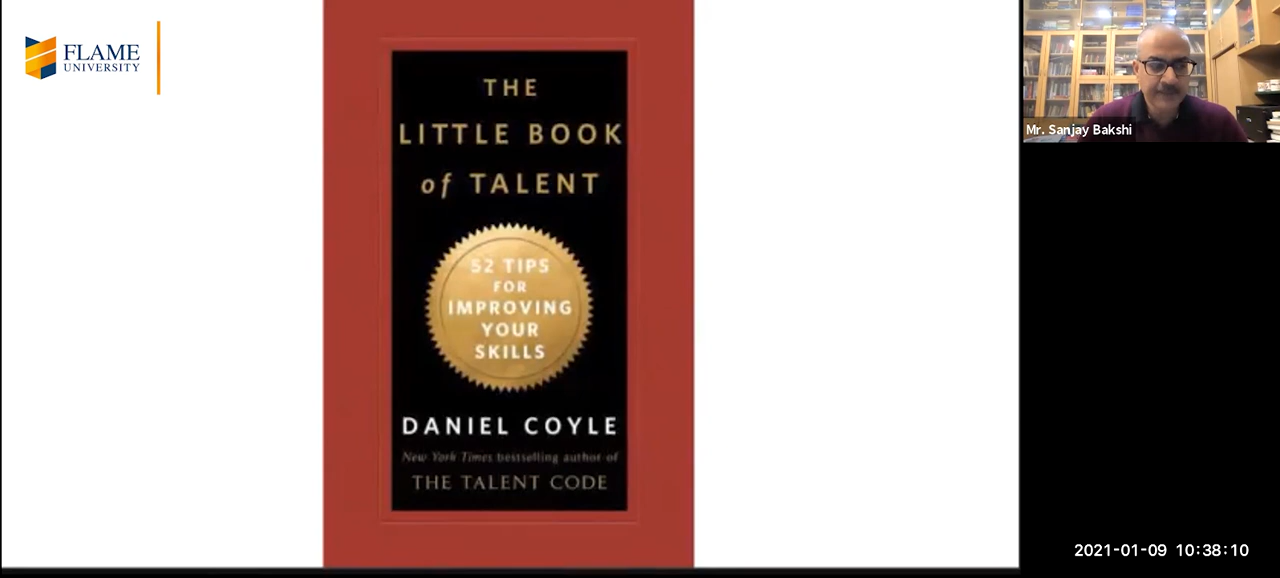 FLAME
UNIVERSITY
THE
LITTLE BOOK
of TALENT
52 TIPS
FOR
IMPROVING
YOUR
SKILLS
DANIEL COYLE
New York Times bestselling author of
THE TALENT CODE
Mr. Sanjay Bakshi
2021-01-09 10:38:10